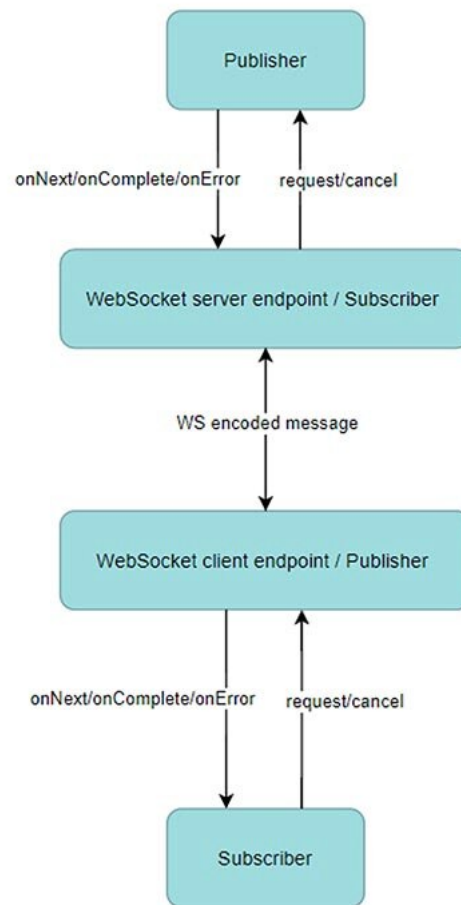 Publisher
onNext/onComplete/onError
request/cancel
WebSocket server endpoint / Subscriber
WS encoded message
WebSocket client endpoint / Publisher
onNext/onComplete/onError
request/cancel
Subscriber